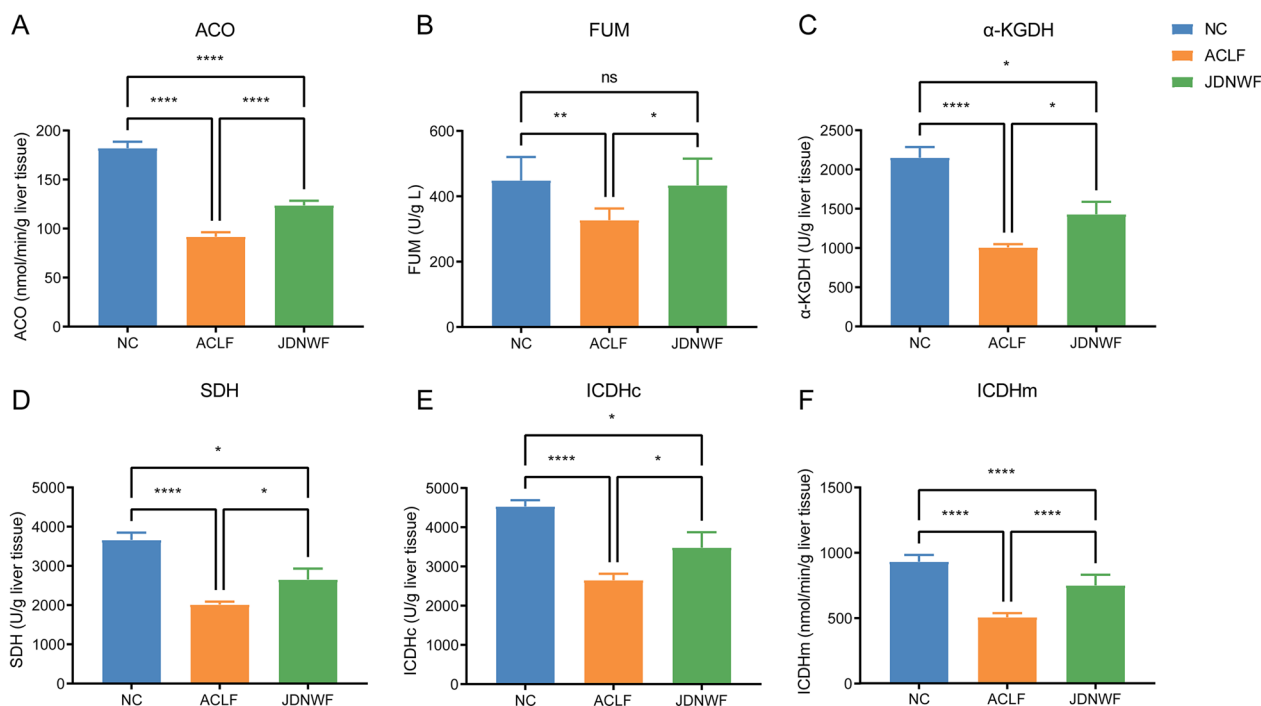 A
ACO
****
****
****
ACO (nmol/min/g liver tissue)
200
150
100
50
0
NC
ACLF
JDNWF
B
FUM
ns
**
*
FUM (U/g L)
600
400
200
0
NC
ACLF
JDNWF
C
α-KGDH
*
****
*
α-KGDH (U/g liver tissue)
2500
2000
1500
1000
500
0
NC
ACLF
JDNWF
NC
ACLF
JDNWF
D
SDH
*
****
*
SDH (U/g liver tissue)
5000
4000
3000
2000
1000
0
NC
ACLF
JDNWF
E
ICDHc
*
****
*
ICDHc (U/g liver tissue)
5000
4000
3000
2000
1000
0
NC
ACLF
JDNWF
F
ICDHm
****
****
****
ICDHm (nmol/min/g liver tissue)
1500
1000
500
0
NC
ACLF
JDNWF